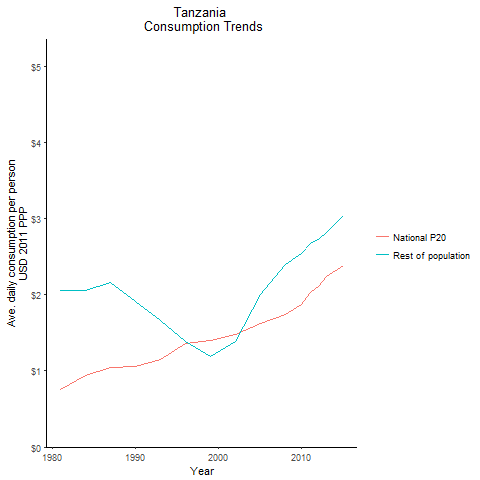 Tanzania
Consumption Trends
Ave. daily consumption per person
USD 2011 PPP
$5
$4
$3
$2
$1
$0
1980
1990
2000
2010
Year
National P20
Rest of population